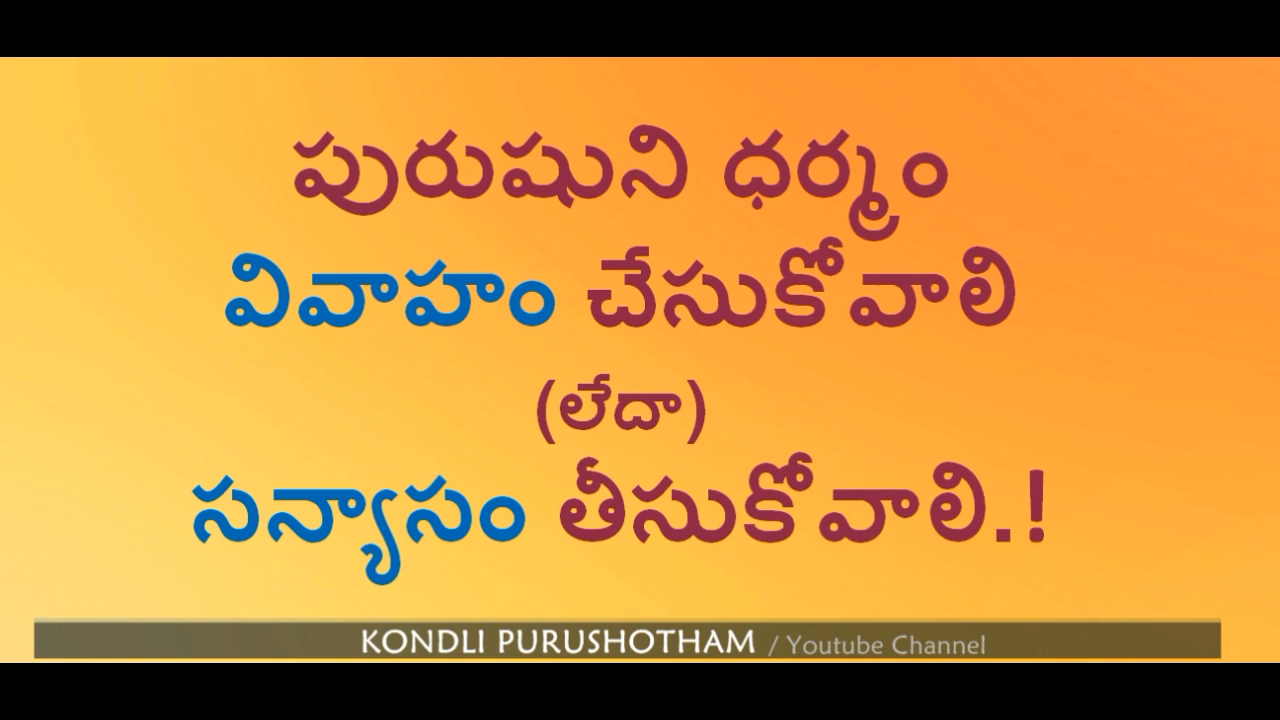 పురుషుని ధర్మం
వివాహం చేసుకోవాలి
(లేదా)
సన్యాసం తీసుకోవాలి.!
KONDLI PURUSHOTHAM / Youtube Channel